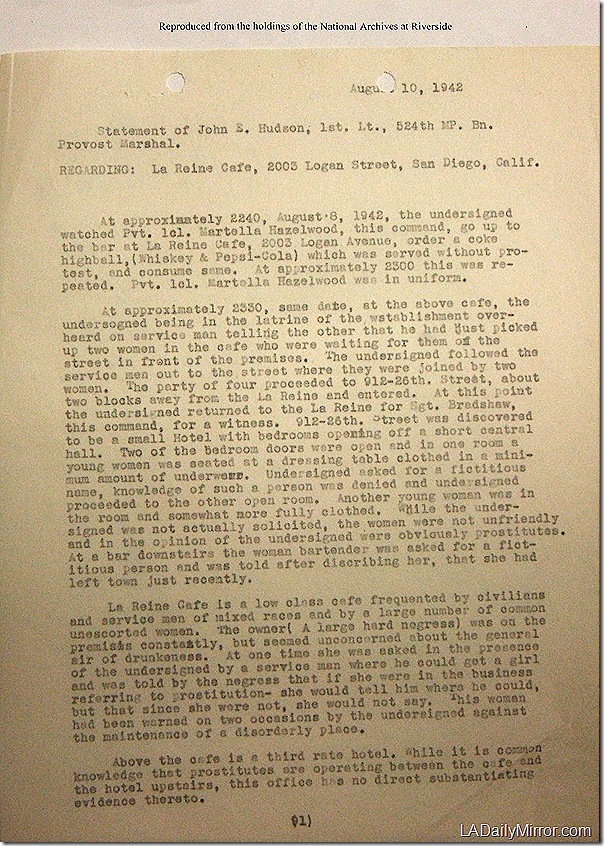 Reproduced from the holdings of the National Archives at Riverside
Augu 10, 1942
Statement of John E. Hudson, 1st. Lt., 524th MP. Bn.
Provost Marshal.
REGARDING: La Reine Cafe, 2003 Logan Street, San Diego, Calif.
At approximately 2240, August 8, 1942, the undersigned
watched Pvt. 1cl. Martella Hazelwood, this command, go up to
the bar at La Reine Cafe, 2003 Logan Avenue, order a coke
highball,(Whiskey & Pepsi-Cola) which was served without pro-
test, and consume same. At approximately 2300 this was re-
peated. Pvt. 1cl. Martella Hazelwood was in uniform.
At approximately 2330, same date, at the above cafe, the
undersogned being in the latrine of the wstablishment over-
heard on service man telling the other that he had just picked
up two women in the cafe who were waiting for them on the
street in front of the premises. The undersigned followed the
service men out to the street where they were joined by two
women. The party of four proceeded to 912-26th. Street, about
two blocks away from the La Reine and entered. At this point
the undersigned returned to the La Reine for Sgt. Bradshaw,
this command, for a witness. 912-26th. Street was discovered
to be a small Hotel with bedrooms opening off a short central
hall. Two of the bedroom doors were open and in one room a
young women was seated at a dressing table clothed in a mini-
mum amount of underwear. Undersigned asked for a fictitious
name, knowledge of such a person was denied and undersigned
proceeded to the other open room. Another young woman was in
the room and somewhat more fully clothed. While the under-
signed was not actually solicited, the women were not unfriendly
and in the opinion of the undersigned were obviously prostitutes.
At a bar downstairs the woman bartender was asked for a fict-
itious person and was told after discribing her, that she had
left town just recently.
La Reine Cafe is a low class cafe frequented by civilians
and service men of mixed races and by a large number of common
unescorted women. The owner( A large hard negress) was on the
premises constantly, but seemed unconcerned about the general
air of drunkeness. At one time she was asked in the presence
of the undersigned by a service man where he could get a girl
and was told by the negress that if she were in the business
referring to prostitution- she would tell him where he could,
but that since she were not, she would not say. This women
had been warned on two occasions by the undersigned against
the maintenance of a disorderly place.
Above the cafe is a third rate hotel. While it is common
knowledge that prostitutes are operating between the cafe and
the hotel upstairs, this office has no direct substantiating
evidence thereto.
(1)
LADailyMirror.com